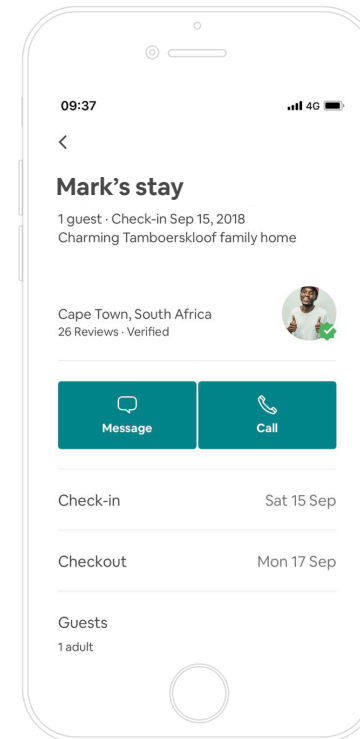 09:37
4G
Mark's stay
1 guest · Check-in Sep 15, 2018
Charming Tamboerskloof family home
Cape Town, South Africa
26 Reviews · Verified
Message
Call
Check-in
Sat 15 Sep
Checkout
Mon 17 Sep
Guests
1 adult